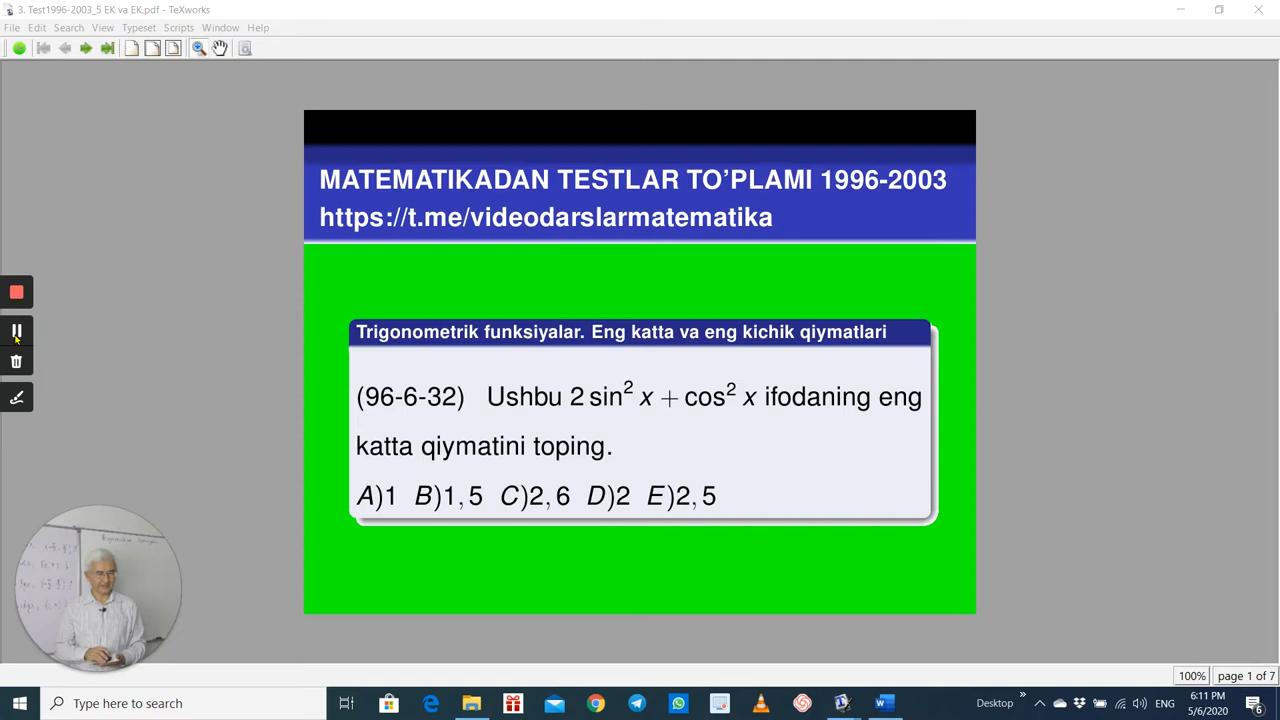 3. Test1996-2003_5 EK va EK.pdf - TeXworks
File Edit Search View Typeset Scripts Window Help
MATEMATIKADAN TESTLAR TO'PLAMI 1996-2003
https://t.me/videodarslarmatematika
Trigonometrik funksiyalar. Eng katta va eng kichik qiymatlari
(96-6-32) Ushbu 2 sin² x + cos² x ifodaning eng
katta qiymatini toping.
A)1 B)1, 5 C)2, 6 D)2 E)2, 5
100% page 1 of 7
Type here to search
Desktop
ENG
6:11 PM
5/6/2020
6